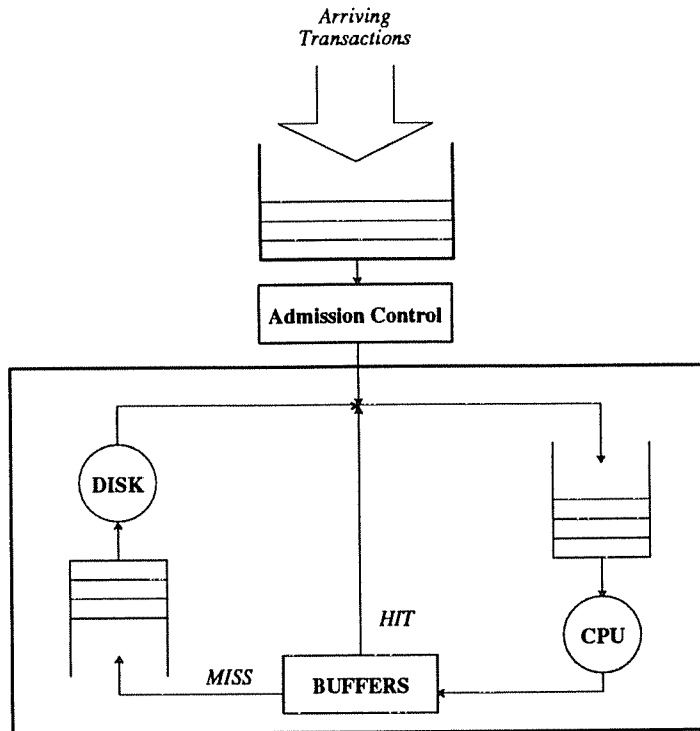 Arriving
Transactions
Admission Control
DISK
HIT
CPU
MISS
BUFFERS